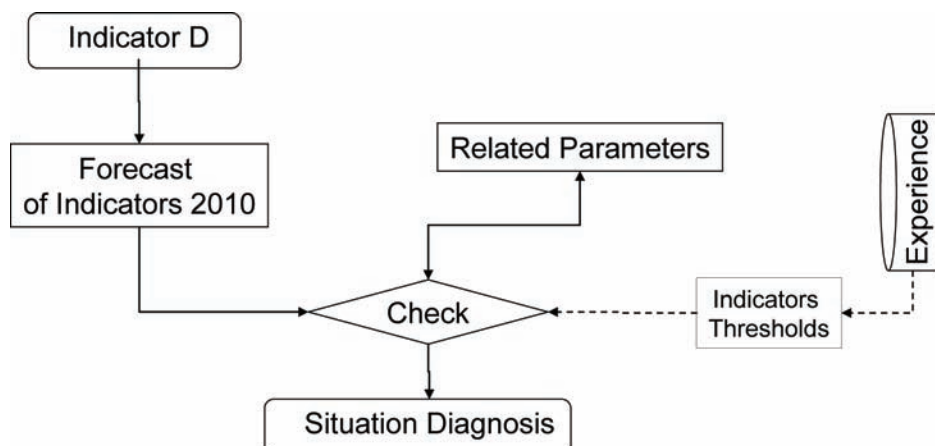 Indicator D
Forecast
of Indicators 2010
Related Parameters
Experience
Check
Indicators
Thresholds
Situation Diagnosis